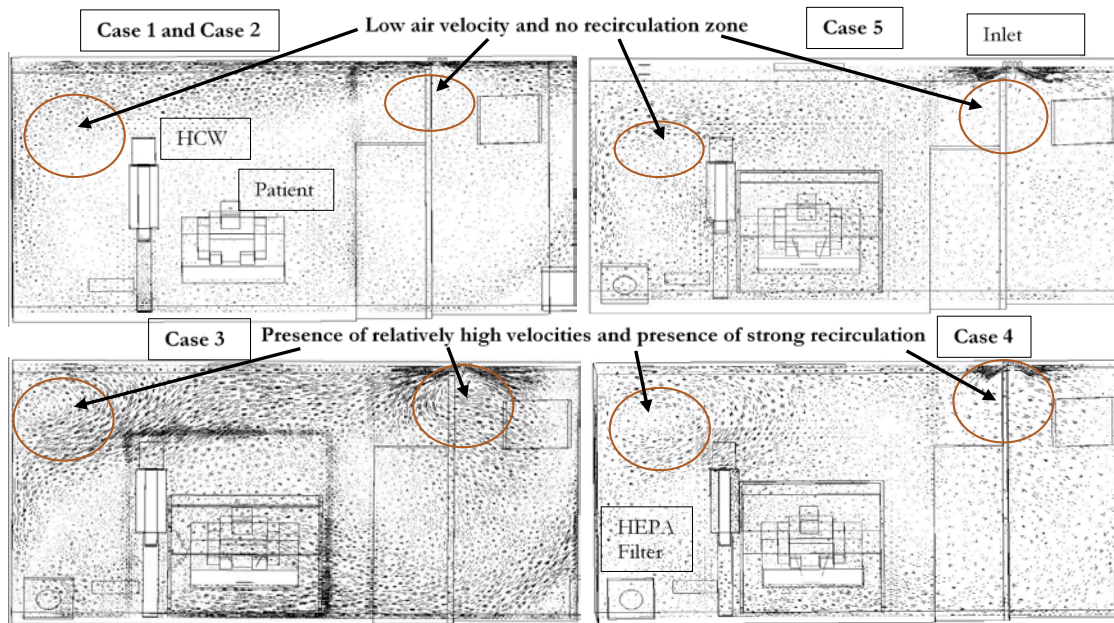 Case 1 and Case 2
Low air velocity and no recirculation zone
Case 5
Inlet
HCW
Patient
Case 3
Presence of relatively high velocities and presence of strong recirculation
Case 4
HEPA
Filter